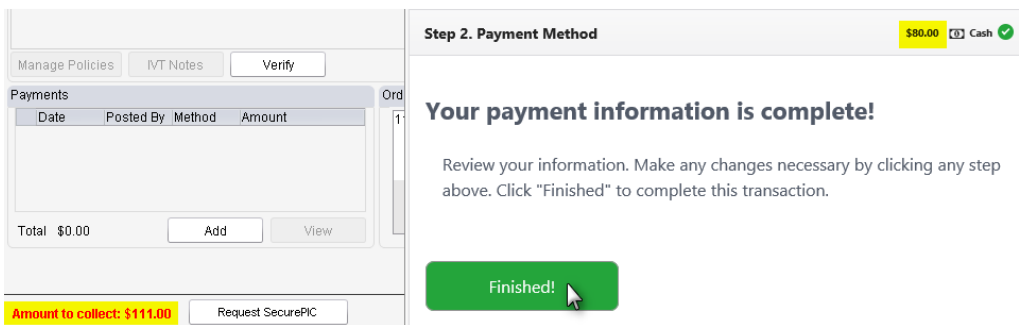 Manage Policies IVT Notes Verify
Payments
Date Posted By Method Amount
Total $0.00 Add View
Amount to collect: $111.00 Request SecurePIC
Ord
Step 2. Payment Method $80.00 Cash
Your payment information is complete!
Review your information. Make any changes necessary by clicking any step
above. Click "Finished" to complete this transaction.
Finished!